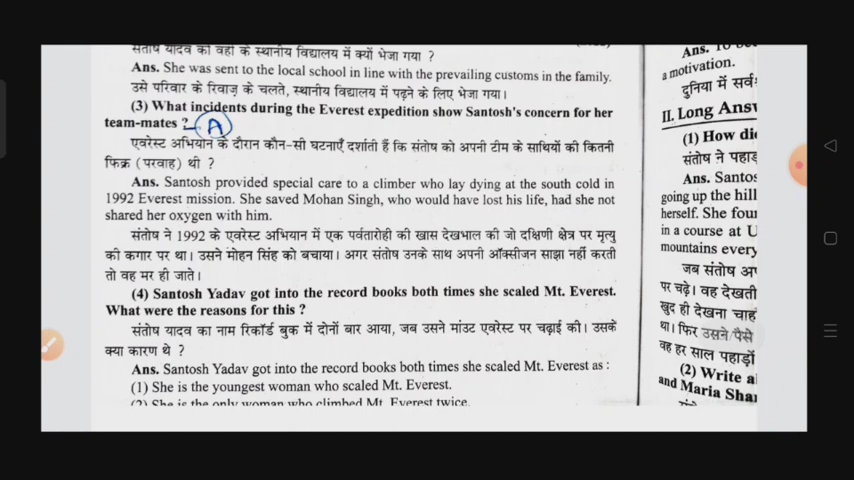 संतोष यादव को वहीं के स्थानीय विद्यालय में क्यों भेजा गया ?
Ans. She was sent to the local school in line with the prevailing customs in the family.
उसे परिवार के रिवाज़ के चलते, स्थानीय विद्यालय में पढ़ने के लिए भेजा गया।
(3) What incidents during the Everest expedition show Santosh's concern for her
team-mates ? A
एवरेस्ट अभियान के दौरान कौन-सी घटनाएँ दर्शाती हैं कि संतोष को अपनी टीम के साथियों की कितनी
फिक्र (परवाह) थी ?
Ans. Santosh provided special care to a climber who lay dying at the south cold in
1992 Everest mission. She saved Mohan Singh, who would have lost his life, had she not
shared her oxygen with him.
संतोष ने 1992 के एवरेस्ट अभियान में एक पर्वतारोही की खास देखभाल की जो दक्षिणी क्षेत्र पर मृत्यु
की कगार पर था। उसने मोहन सिंह को बचाया। अगर संतोष उनके साथ अपनी ऑक्सीजन साझा नहीं करती
तो वह मर ही जाते।
(4) Santosh Yadav got into the record books both times she scaled Mt. Everest.
What were the reasons for this ?
संतोष यादव का नाम रिकॉर्ड बुक में दोनों बार आया, जब उसने मांउट एवरेस्ट पर चढ़ाई की। उसके
क्या कारण थे ?
Ans. Santosh Yadav got into the record books both times she scaled Mt. Everest as :
(1) She is the youngest woman who scaled Mt. Everest.
(2) She is the only woman who climbed Mt. Everest twice.
Ans. To
a motivation.
दुनिया में सर्व
II. Long Answ
(1) How did
संतोष ने पहाड़
Ans. Santos
going up the hill
herself. She four
in a course at U
mountains every
जब संतोष अप
पर चढ़े। वह देखती
खुद ही देखना चाह
था। फिर उसने पैसे
वह हर साल पहाड़ों
(2) Write a
and Maria Shar